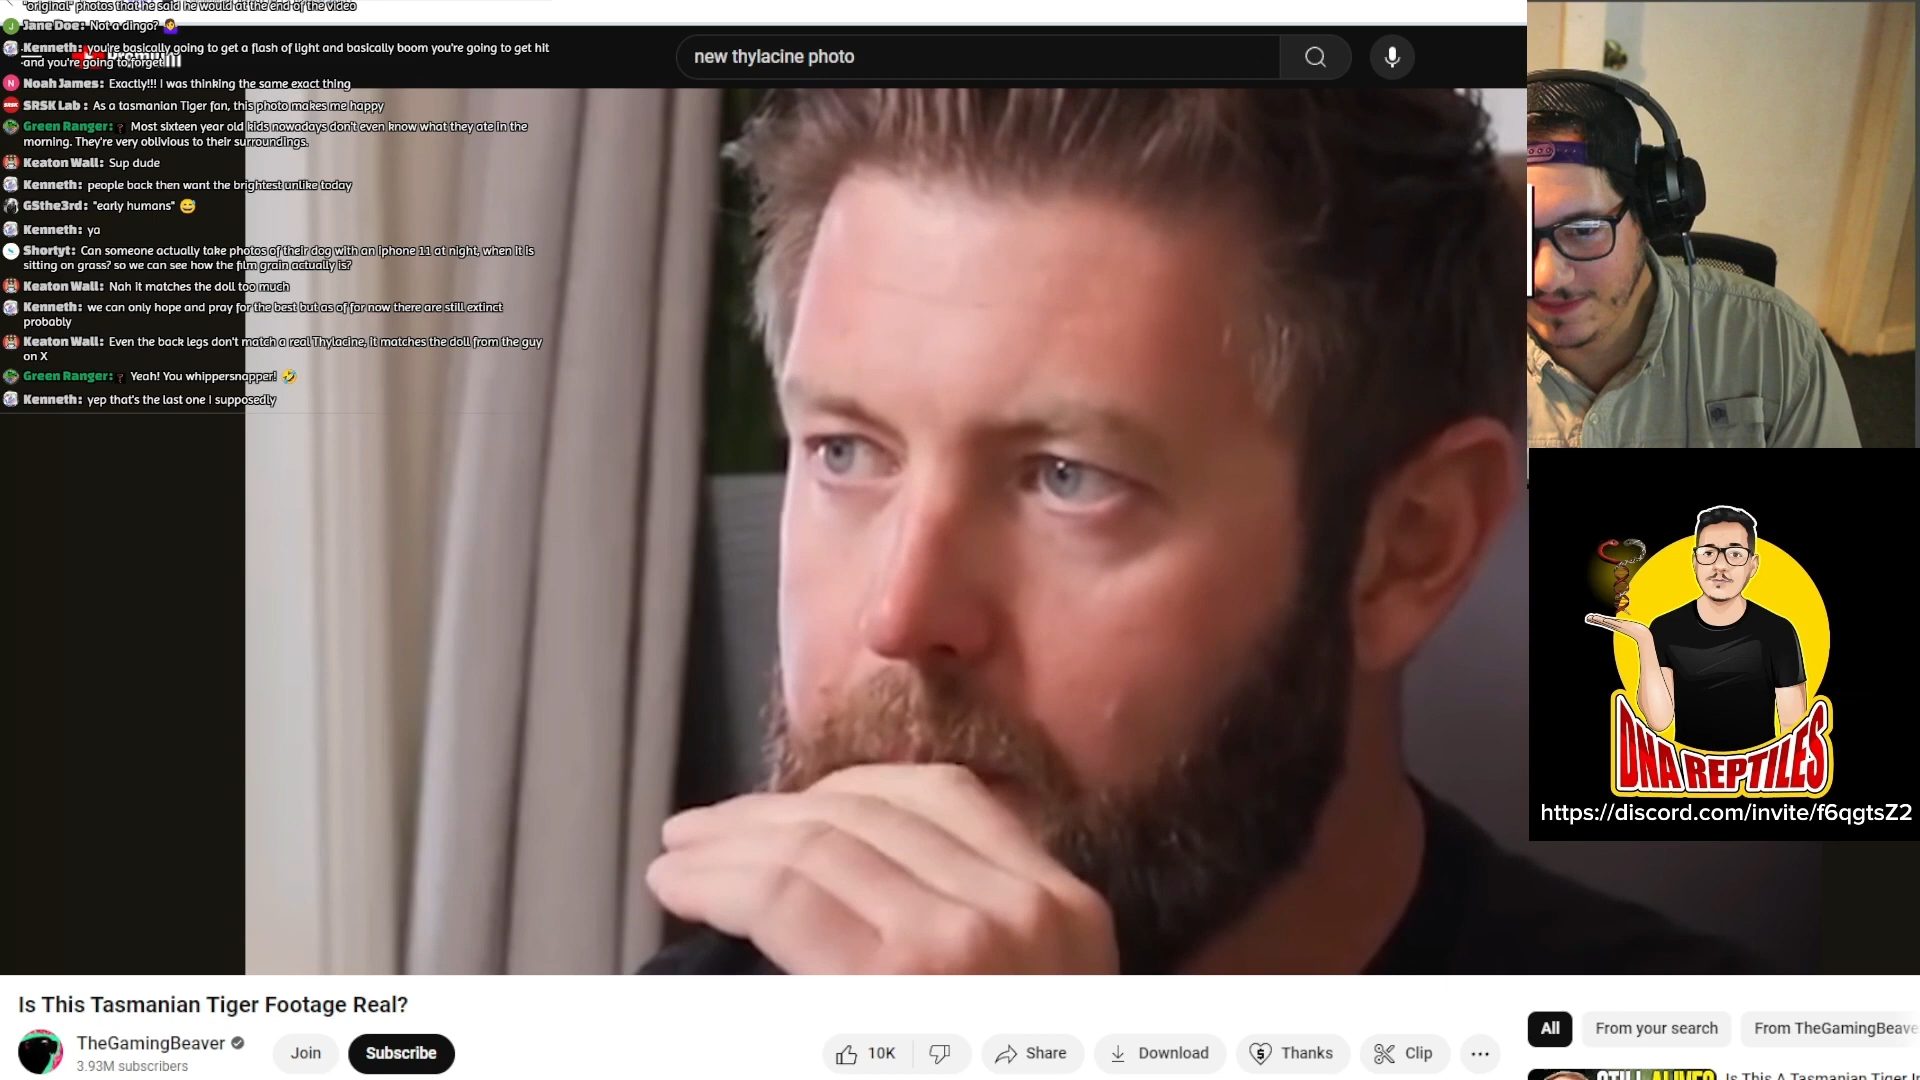 "original" photos that he said he would at the end of the video
Jane Doe: Not a dingo? 🤷‍♀️
Kenneth: you're basically going to get a flash of light and basically boom you're going to get hit
and you're going to forget
Premium
new thylacine photo
Noah James: Exactly!!! I was thinking the same exact thing
SRSK Lab : As a tasmanian Tiger fan, this photo makes me happy
Green Ranger: Most sixteen year old kids nowadays don't even know what they ate in the
morning. They're very oblivious to their surroundings.
Keaton Wall: Sup dude
Kenneth: people back then want the brightest unlike today
GSthe3rd: "early humans" 😅
Kenneth: ya
Shortyt: Can someone actually take photos of their dog with an iphone 11 at night, when it is
sitting on grass? so we can see how the film grain actually is?
Keaton Wall: Nah it matches the doll too much
Kenneth: we can only hope and pray for the best but as of for now there are still extinct
probably
Keaton Wall: Even the back legs don't match a real Thylacine, it matches the doll from the guy
on X
Green Ranger: Yeah! You whippersnapper! 🤣
Kenneth: yep that's the last one I supposedly
DNA REPTILES
https://discord.com/invite/f6qgtsZ2
Is This Tasmanian Tiger Footage Real?
TheGamingBeaver
3.93M subscribers
Join
Subscribe
10K
Share
Download
Thanks
Clip
All
From your search
From TheGamingBeave
STILL ALIVE?
Is This A Tasmanian Tiger I